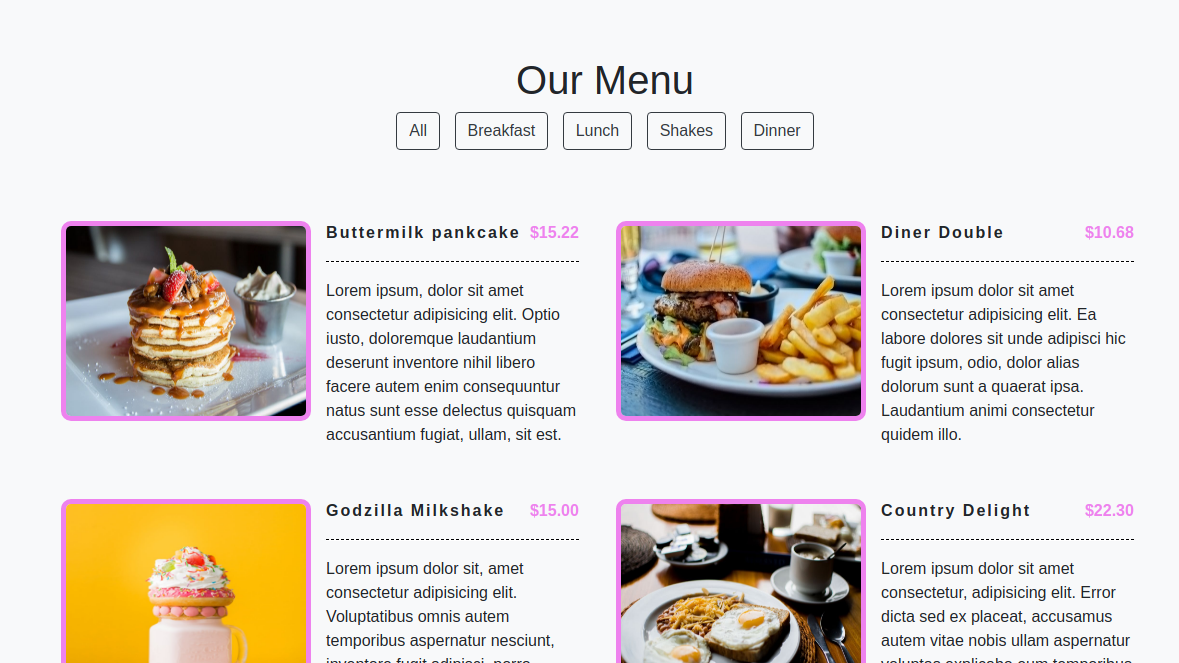 Our Menu
All
Breakfast
Lunch
Shakes
Dinner
Buttermilk pankcake $15.22
Lorem ipsum, dolor sit amet
consectetur adipisicing elit. Optio
iusto, doloremque laudantium
deserunt inventore nihil libero
facere autem enim consequuntur
natus sunt esse delectus quisquam
accusantium fugiat, ullam, sit est.
Diner Double $10.68
Lorem ipsum dolor sit amet
consectetur adipisicing elit. Ea
labore dolores sit unde adipisci hic
fugit ipsum, odio, dolor alias
dolorum sunt a quaerat ipsa.
Laudantium animi consectetur
quidem illo.
Godzilla Milkshake $15.00
Lorem ipsum dolor sit, amet
consectetur adipisicing elit.
Voluptatibus omnis autem
temporibus aspernatur nesciunt,
Country Delight $22.30
Lorem ipsum dolor sit amet
consectetur, adipisicing elit. Error
dicta sed ex placeat, accusamus
autem vitae nobis ullam aspernatur